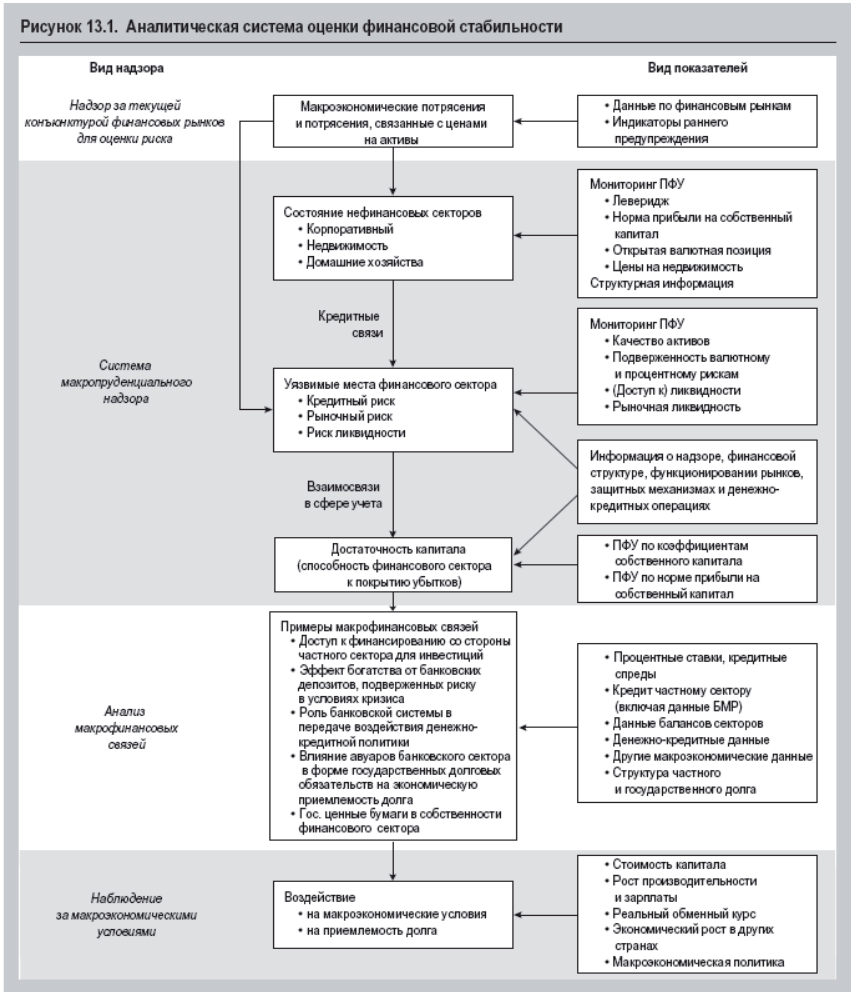 Рисунок 13.1. Аналитическая система оценки финансовой стабильности
Вид надзора
Вид показателей
Надзор за текущей
конъюнктурой финансовых рынков
для оценки риска
Макроэкономические потрясения
и потрясения, связанные с ценами
на активы
• Данные по финансовым рынкам
• Индикаторы раннего
предупреждения
Система
макропруденциального
надзора
Состояние нефинансовых секторов
• Корпоративный
• Недвижимость
• Домашние хозяйства
Мониторинг ПФУ
• Леверидж
• Норма прибыли на собственный
капитал
• Открытая валютная позиция
• Цены на недвижимость
Структурная информация
Кредитные
связи
Уязвимые места финансового сектора
• Кредитный риск
• Рыночный риск
• Риск ликвидности
Мониторинг ПФУ
• Качество активов
• Подверженность валютному
и процентному рискам
• (Доступ к) ликвидности
• Рыночная ликвидность
Взаимосвязи
в сфере учета
Информация о надзоре, финансовой
структуре, функционировании рынков,
защитных механизмах и денежно-
кредитных операциях
Достаточность капитала
(способность финансового сектора
к покрытию убытков)
• ПФУ по коэффициентам
собственного капитала
• ПФУ по норме прибыли на
собственный капитал
Анализ
макрофинансовых
связей
Примеры макрофинансовых связей
• Доступ к финансированию со стороны
частного сектора для инвестиций
• Эффект богатства от банковских
депозитов, подверженных риску
в условиях кризиса
• Роль банковской системы в
передаче воздействия денежно-
кредитной политики
• Влияние авуаров банковского сектора
в форме государственных долговых
обязательств на экономическую
приемлемость долга
• Гос. ценные бумаги в собственности
финансового сектора
• Процентные ставки, кредитные
спреды
• Кредит частному сектору
(включая данные БМР)
• Данные балансов секторов
• Денежно-кредитные данные
• Другие макроэкономические данные
• Структура частного
и государственного долга
Наблюдение
за макроэкономическими
условиями
Воздействие
• на макроэкономические условия
• на приемлемость долга
• Стоимость капитала
• Рост производительности
и зарплаты
• Реальный обменный курс
• Экономический рост в других
странах
• Макроэкономическая политика